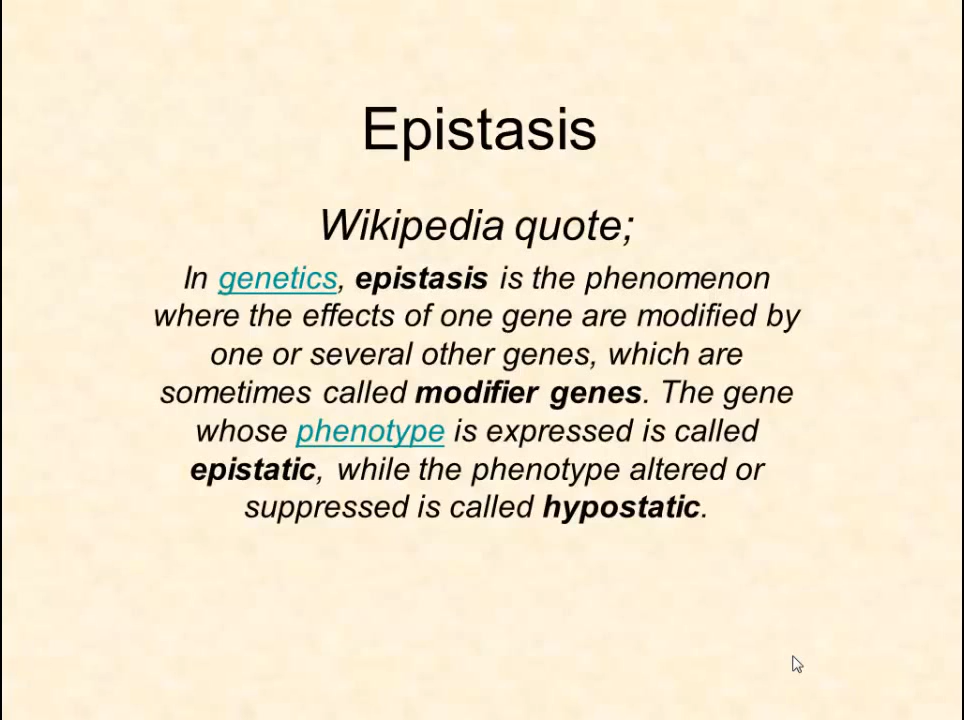 Epistasis
Wikipedia quote;
In genetics, epistasis is the phenomenon
where the effects of one gene are modified by
one or several other genes, which are
sometimes called modifier genes. The gene
whose phenotype is expressed is called
epistatic, while the phenotype altered or
suppressed is called hypostatic.